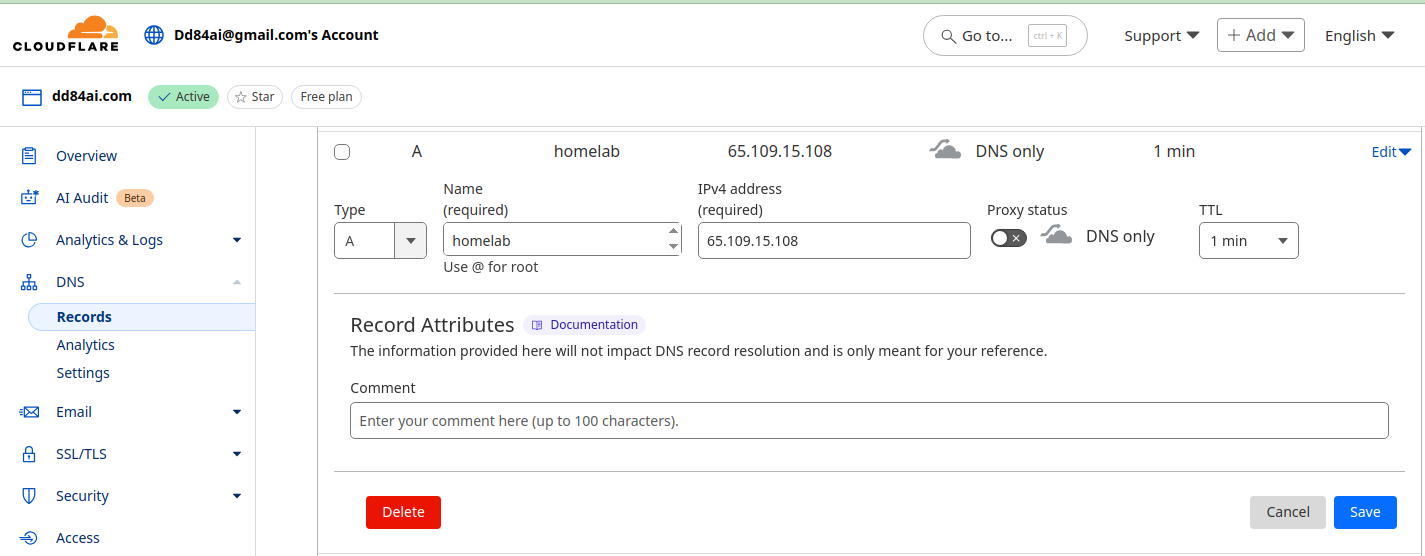 CLOUDFLARE
Dd84ai@gmail.com's Account
Go to...
ctrl + K
Support
+ Add
English
dd84ai.com
Active
Star
Free plan
Overview
AI Audit
Beta
Analytics & Logs
DNS
Records
Analytics
Settings
Email
SSL/TLS
Security
Access
A
homelab
65.109.15.108
DNS only
1 min
Edit
Type
A
Name
(required)
homelab
Use @ for root
IPv4 address
(required)
65.109.15.108
Proxy status
DNS only
TTL
1 min
Record Attributes
Documentation
The information provided here will not impact DNS record resolution and is only meant for your reference.
Comment
Enter your comment here (up to 100 characters).
Delete
Cancel
Save